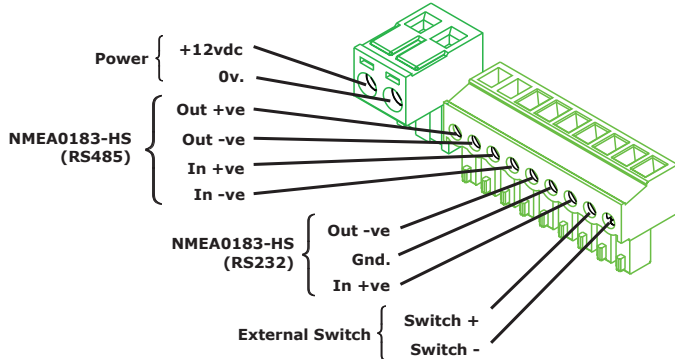 Power
+12vdc
0v.
NMEA0183-HS
(RS485)
Out +ve
Out -ve
In +ve
In -ve
NMEA0183-HS
(RS232)
Out -ve
Gnd.
In +ve
External Switch
Switch +
Switch -